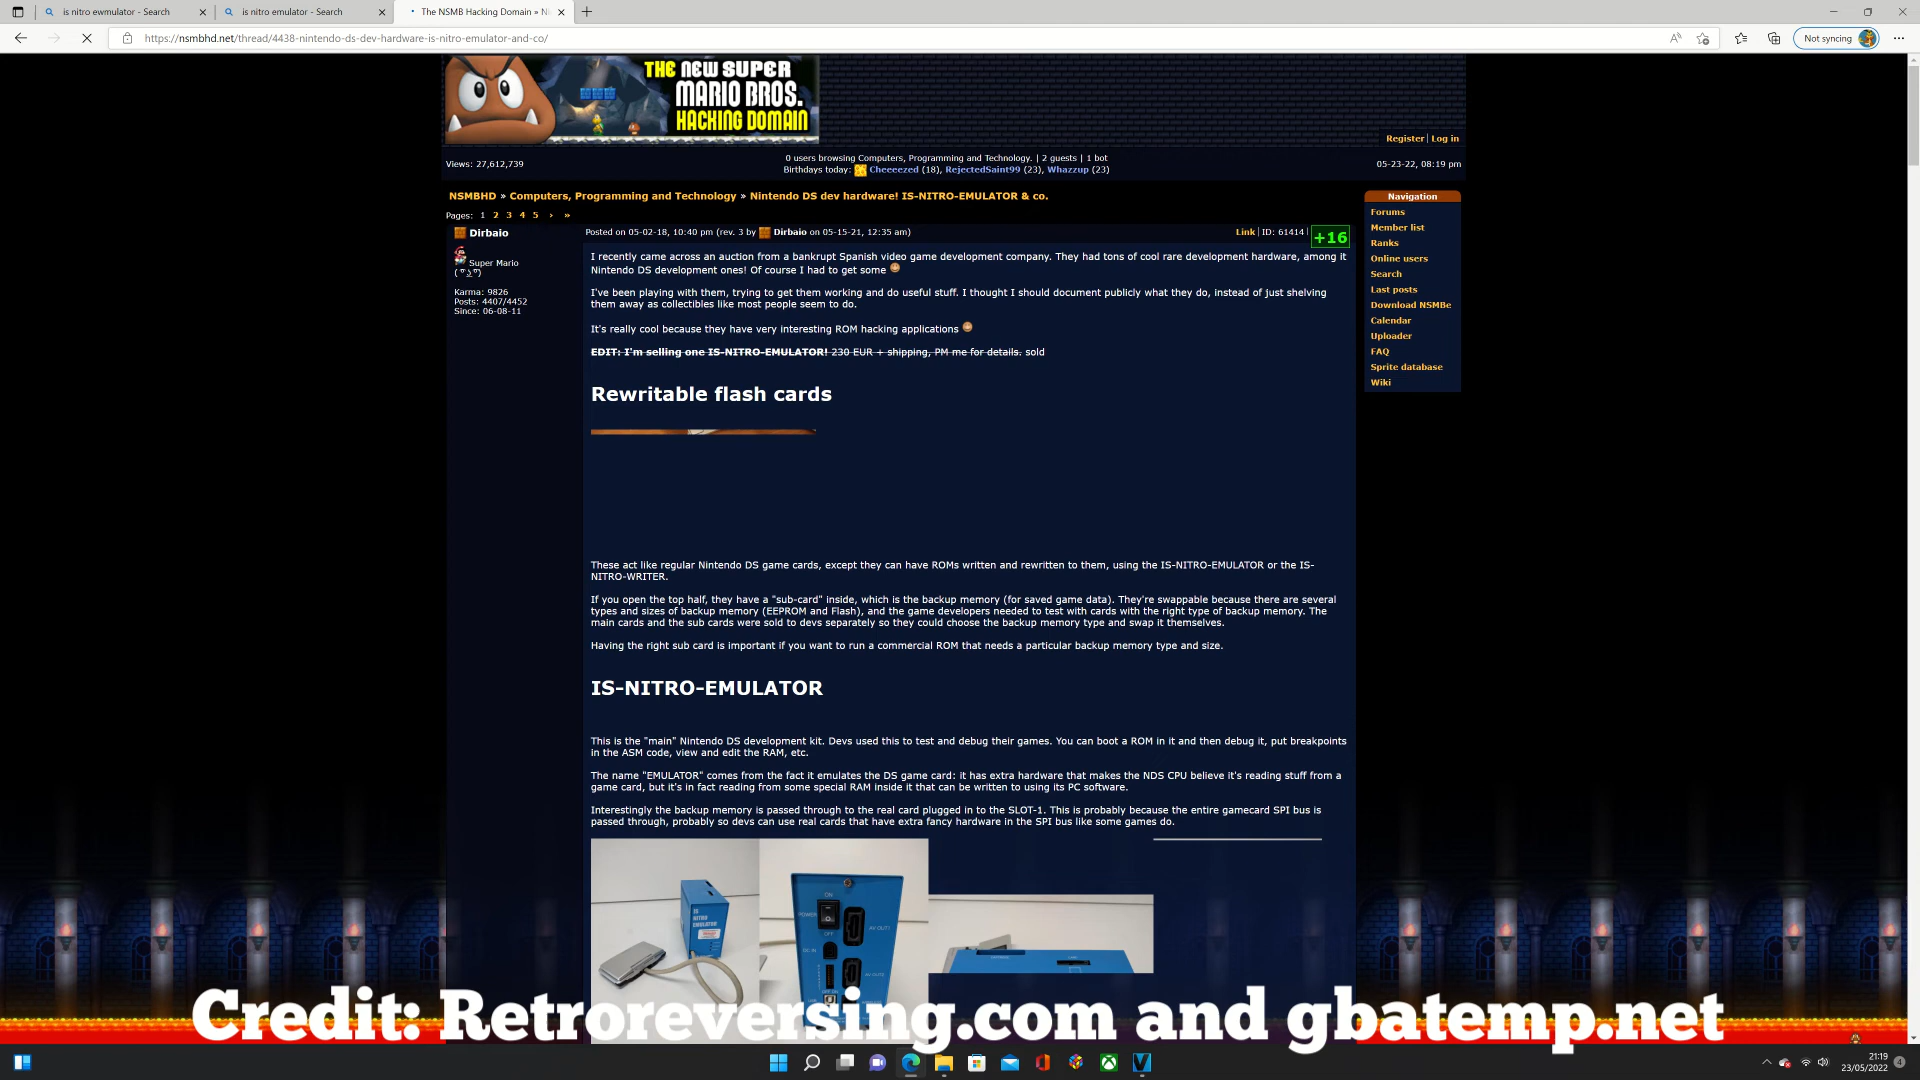 is nitro ewmulator - Search
is nitro emulator - Search
The NSMB Hacking Domain » Ni
https://nsmbhd.net/thread/4438-nintendo-ds-dev-hardware-is-nitro-emulator-and-co/
Not syncing
THE NEW SUPER
MARIO BROS.
HACKING DOMAIN
Register | Log in
Views: 27,612,739
0 users browsing Computers, Programming and Technology. | 2 guests | 1 bot
Birthdays today: Cheeeezed (18), RejectedSaint99 (23), Whazzup (23)
05-23-22, 08:19 pm
NSMBHD » Computers, Programming and Technology » Nintendo DS dev hardware! IS-NITRO-EMULATOR & co.
Pages: 1 2 3 4 5 › »
Dirbaio
Super Mario
Karma: 9826
Posts: 4407/4452
Since: 06-08-11
Posted on 05-02-18, 10:40 pm (rev. 3 by Dirbaio on 05-15-21, 12:35 am)
Link | ID: 61414 | +16
I recently came across an auction from a bankrupt Spanish video game development company. They had tons of cool rare development hardware, among it
Nintendo DS development ones! Of course I had to get some
I've been playing with them, trying to get them working and do useful stuff. I thought I should document publicly what they do, instead of just shelving
them away as collectibles like most people seem to do.
It's really cool because they have very interesting ROM hacking applications
EDIT: I'm selling one IS-NITRO-EMULATOR! 230 EUR + shipping, PM me for details. sold
Rewritable flash cards
These act like regular Nintendo DS game cards, except they can have ROMs written and rewritten to them, using the IS-NITRO-EMULATOR or the IS-
NITRO-WRITER.
If you open the top half, they have a "sub-card" inside, which is the backup memory (for saved game data). They're swappable because there are several
types and sizes of backup memory (EEPROM and Flash), and the game developers needed to test with cards with the right type of backup memory. The
main cards and the sub cards were sold to devs separately so they could choose the backup memory type and swap it themselves.
Having the right sub card is important if you want to run a commercial ROM that needs a particular backup memory type and size.
IS-NITRO-EMULATOR
This is the "main" Nintendo DS development kit. Devs used this to test and debug their games. You can boot a ROM in it and then debug it, put breakpoints
in the ASM code, view and edit the RAM, etc.
The name "EMULATOR" comes from the fact it emulates the DS game card: it has extra hardware that makes the NDS CPU believe it's reading stuff from a
game card, but it's in fact reading from some special RAM inside it that can be written to using its PC software.
Interestingly the backup memory is passed through to the real card plugged in to the SLOT-1. This is probably because the entire gamecard SPI bus is
passed through, probably so devs can use real cards that have extra fancy hardware in the SPI bus like some games do.
Navigation
Forums
Member list
Ranks
Online users
Search
Last posts
Download NSMBe
Calendar
Uploader
FAQ
Sprite database
Wiki
IS
NITRO
EMULATOR
ON
POWER
OFF
DC IN
AV OUT1
AV OUT2
Credit: Retroreversing.com and gbatemp.net
21:19
23/05/2022
4